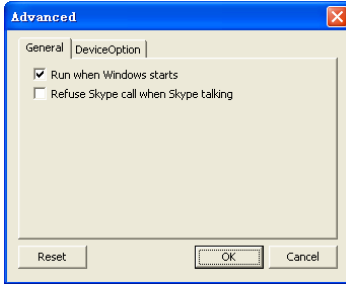 Advanced
General DeviceOption
Run when Windows starts
Refuse Skype call when Skype talking
Reset OK Cancel